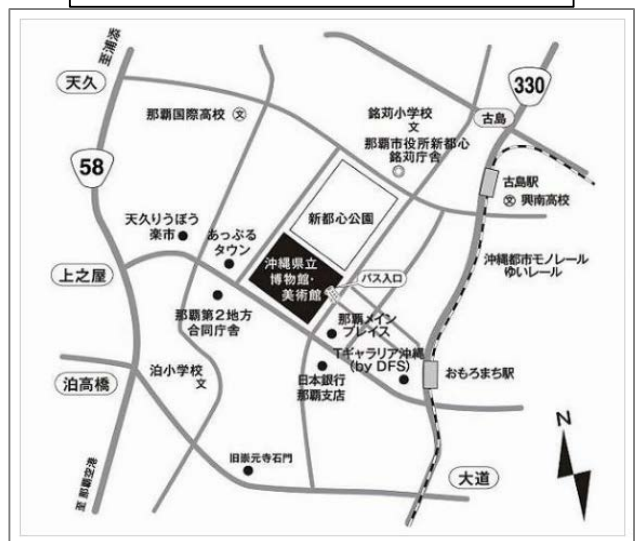 至浦添
天久
58
那覇国際高校
文
銘苅小学校
文
那覇市役所新都心
銘苅庁舎
古島
330
古島駅
文
興南高校
新都心公園
天久りうぼう
楽市
あっぷる
タウン
沖縄県立
博物館・
美術館
バス入口
沖縄都市モノレール
ゆいレール
上之屋
那覇第2地方
合同庁舎
那覇メイン
プレイス
Tギャラリア沖縄
(by DFS)
おもろまち駅
泊高橋
泊小学校
文
日本銀行
那覇支店
N
旧崇元寺石門
大道
至 那覇空港